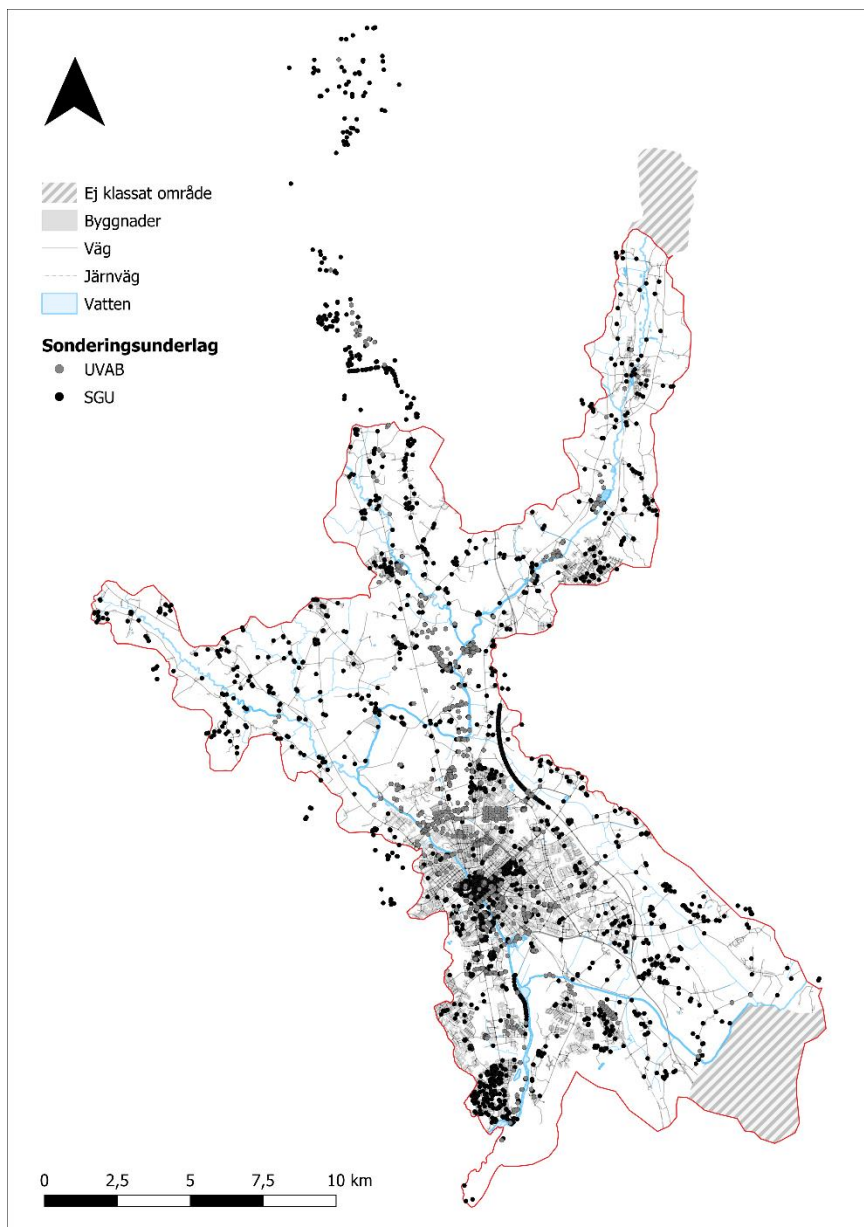 Ej klassat område
Byggnader
Väg
Järnväg
Vatten
Sonderingsunderlag
UVAB
SGU
0 2,5 5 7,5 10 km